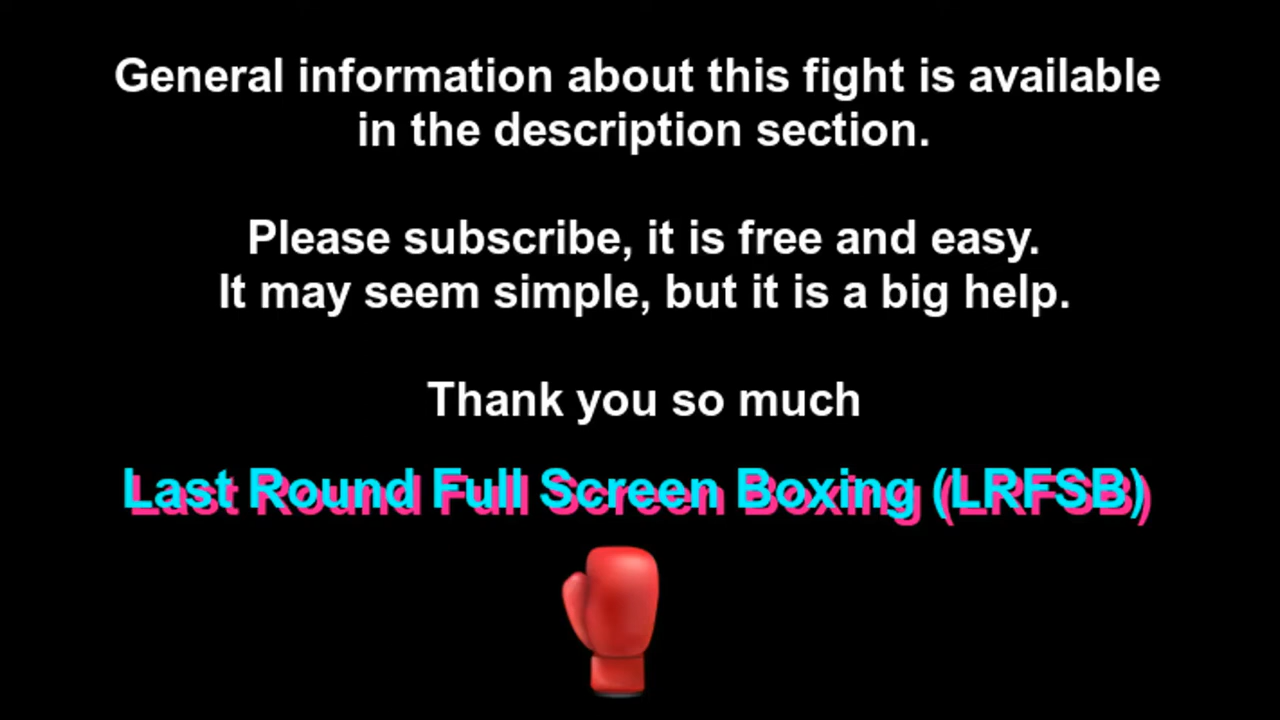 General information about this fight is available
in the description section.
Please subscribe, it is free and easy.
It may seem simple, but it is a big help.
Thank you so much
Last Round Full Screen Boxing (LRFSB)